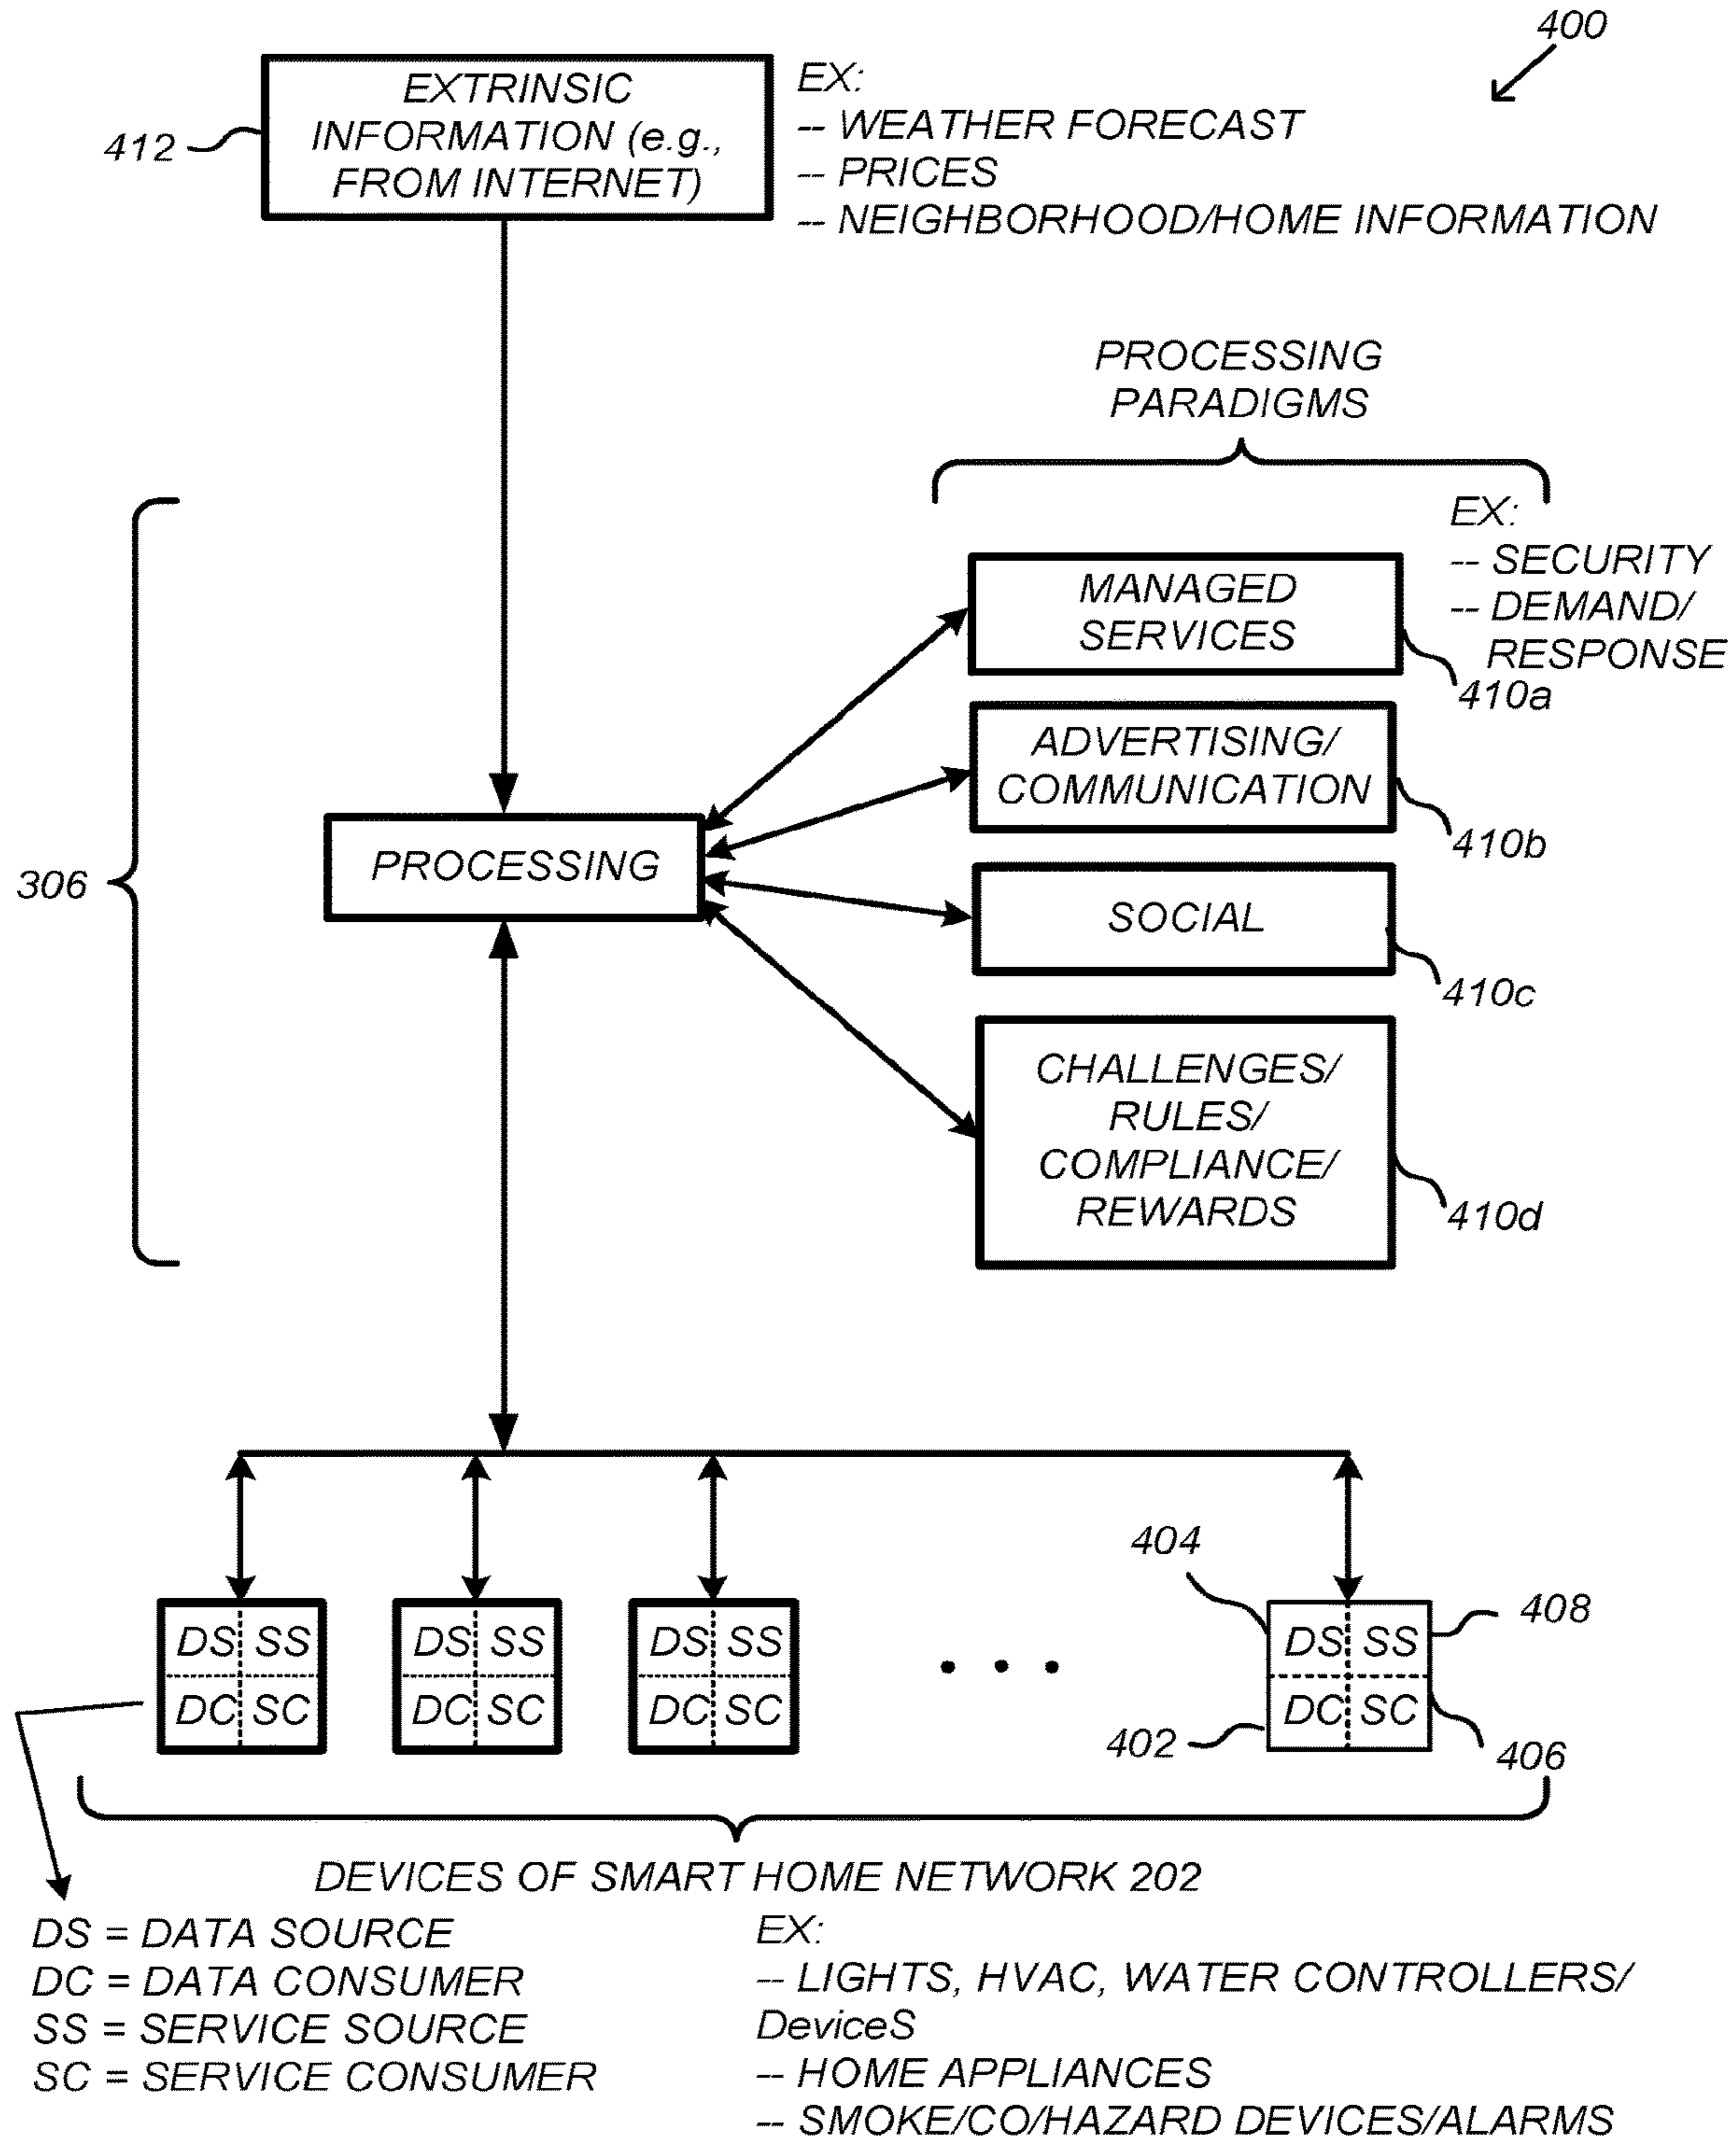 400
EXTRINSIC
INFORMATION (e.g.,
FROM INTERNET)
412
EX:
-- WEATHER FORECAST
-- PRICES
-- NEIGHBORHOOD/HOME INFORMATION
PROCESSING
PARADIGMS
EX:
-- SECURITY
-- DEMAND/
RESPONSE
MANAGED
SERVICES
410a
ADVERTISING/
COMMUNICATION
410b
306
PROCESSING
SOCIAL
410c
CHALLENGES/
RULES/
COMPLIANCE/
REWARDS
410d
404
408
DS SS
DC SC
DS SS
DC SC
DS SS
DC SC
DS SS
DC SC
402
406
DEVICES OF SMART HOME NETWORK 202
DS = DATA SOURCE
DC = DATA CONSUMER
SS = SERVICE SOURCE
SC = SERVICE CONSUMER
EX:
-- LIGHTS, HVAC, WATER CONTROLLERS/
DeviceS
-- HOME APPLIANCES
-- SMOKE/CO/HAZARD DEVICES/ALARMS